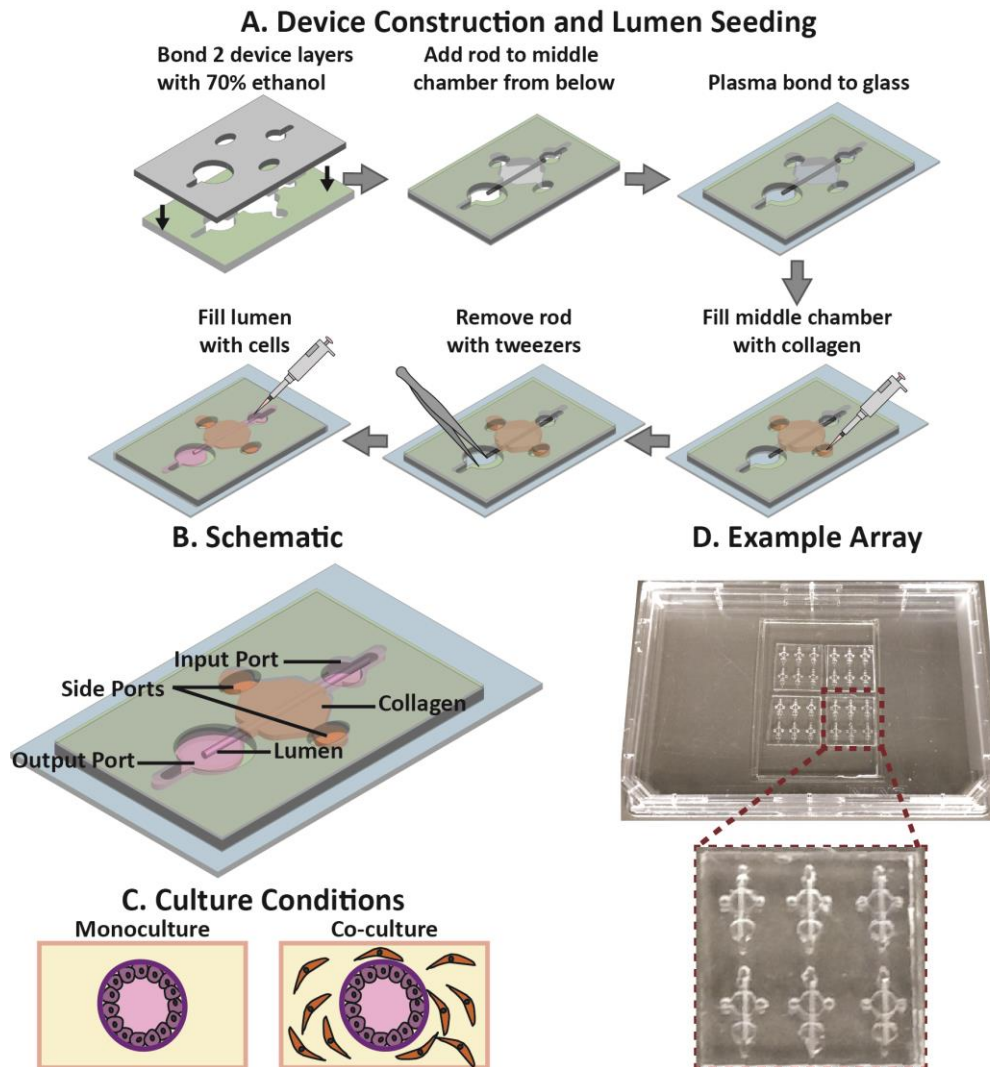 A. Device Construction and Lumen Seeding
Bond 2 device layers
with 70% ethanol
Add rod to middle
chamber from below
Plasma bond to glass
Fill lumen
with cells
Remove rod
with tweezers
Fill middle chamber
with collagen
B. Schematic
Input Port
Side Ports
Collagen
Lumen
Output Port
C. Culture Conditions
Monoculture
Co-culture
D. Example Array